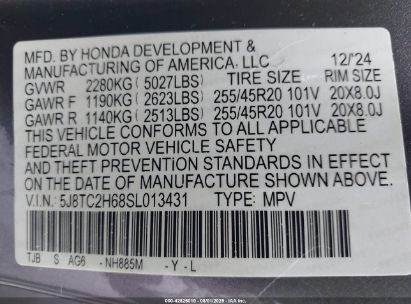 MFD. BY HONDA DEVELOPMENT &
MANUFACTURING OF AMERICA, LLC 12/'24
GVWR 2280KG (5027LBS) TIRE SIZE RIM SIZE
GAWR F 1190KG (2623LBS) 255/45R20 101V 20X8.0J
GAWR R 1140KG (2513LBS) 255/45R20 101V 20X8.0J
THIS VEHICLE CONFORMS TO ALL APPLICABLE
FEDERAL MOTOR VEHICLE SAFETY
AND THEFT PREVENTION STANDARDS IN EFFECT
ON THE DATE OF MANUFACTURE SHOWN ABOVE.
V.I.N.: 5J8TC2H68SL013431 TYPE: MPV
TJB S AG6 -NH885M -Y-L